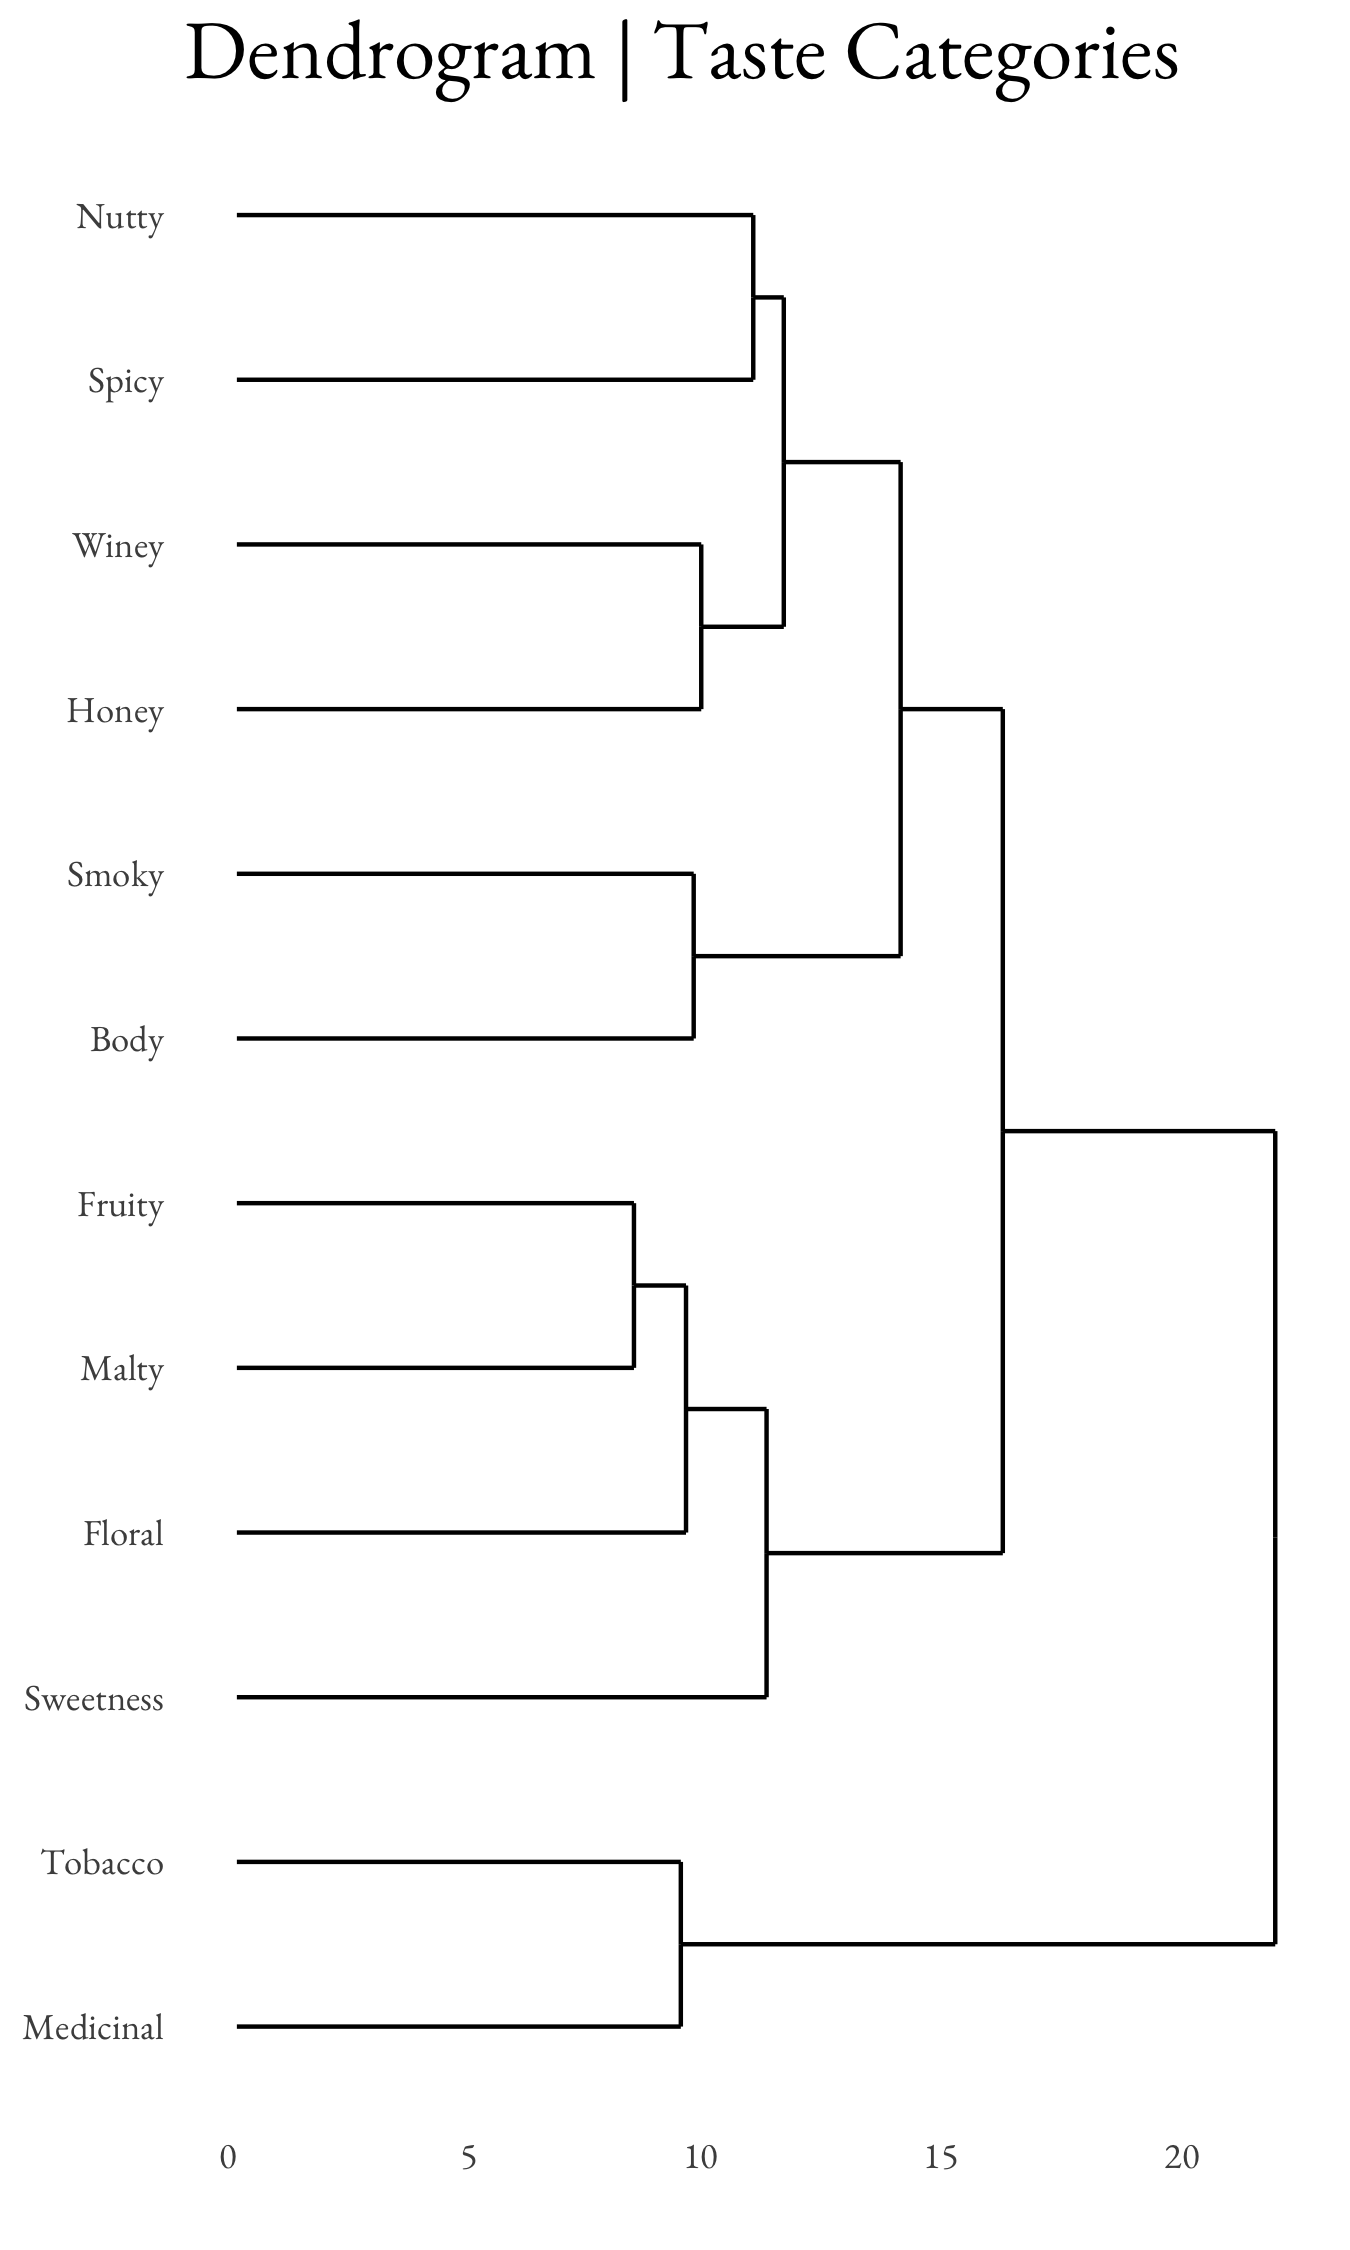 Dendrogram | Taste Categories
Nutty
Spicy
Winey
Honey
Smoky
Body
Fruity
Malty
Floral
Sweetness
Tobacco
Medicinal
0 5 10 15 20